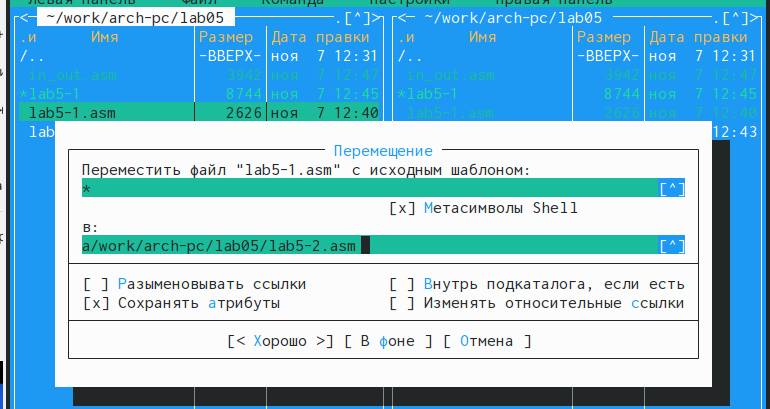 Левая панель Файл Команда Настройки Правая панель
<─ ~/work/arch-pc/lab05 ─.[^]> <─ ~/work/arch-pc/lab05 ─.[^]>
.и Имя Размер Дата правки .и Имя Размер Дата правки
/.. -ВВЕРХ- ноя 7 12:31 /.. -ВВЕРХ- ноя 7 12:31
in_out.asm 3942 ноя 7 12:47 in_out.asm 3942 ноя 7 12:47
*lab5-1 8744 ноя 7 12:45 *lab5-1 8744 ноя 7 12:45
lab5-1.asm 2626 ноя 7 12:40 lab5-1.asm 2626 ноя 7 12:40
lab 12:43
Перемещение
Переместить файл "lab5-1.asm" с исходным шаблоном:
* [^]
[x] Метасимволы Shell
в:
a/work/arch-pc/lab05/lab5-2.asm [^]
[ ] Разыменовывать ссылки [ ] Внутрь подкаталога, если есть
[x] Сохранять атрибуты [ ] Изменять относительные ссылки
[< Хорошо >] [ В фоне ] [ Отмена ]